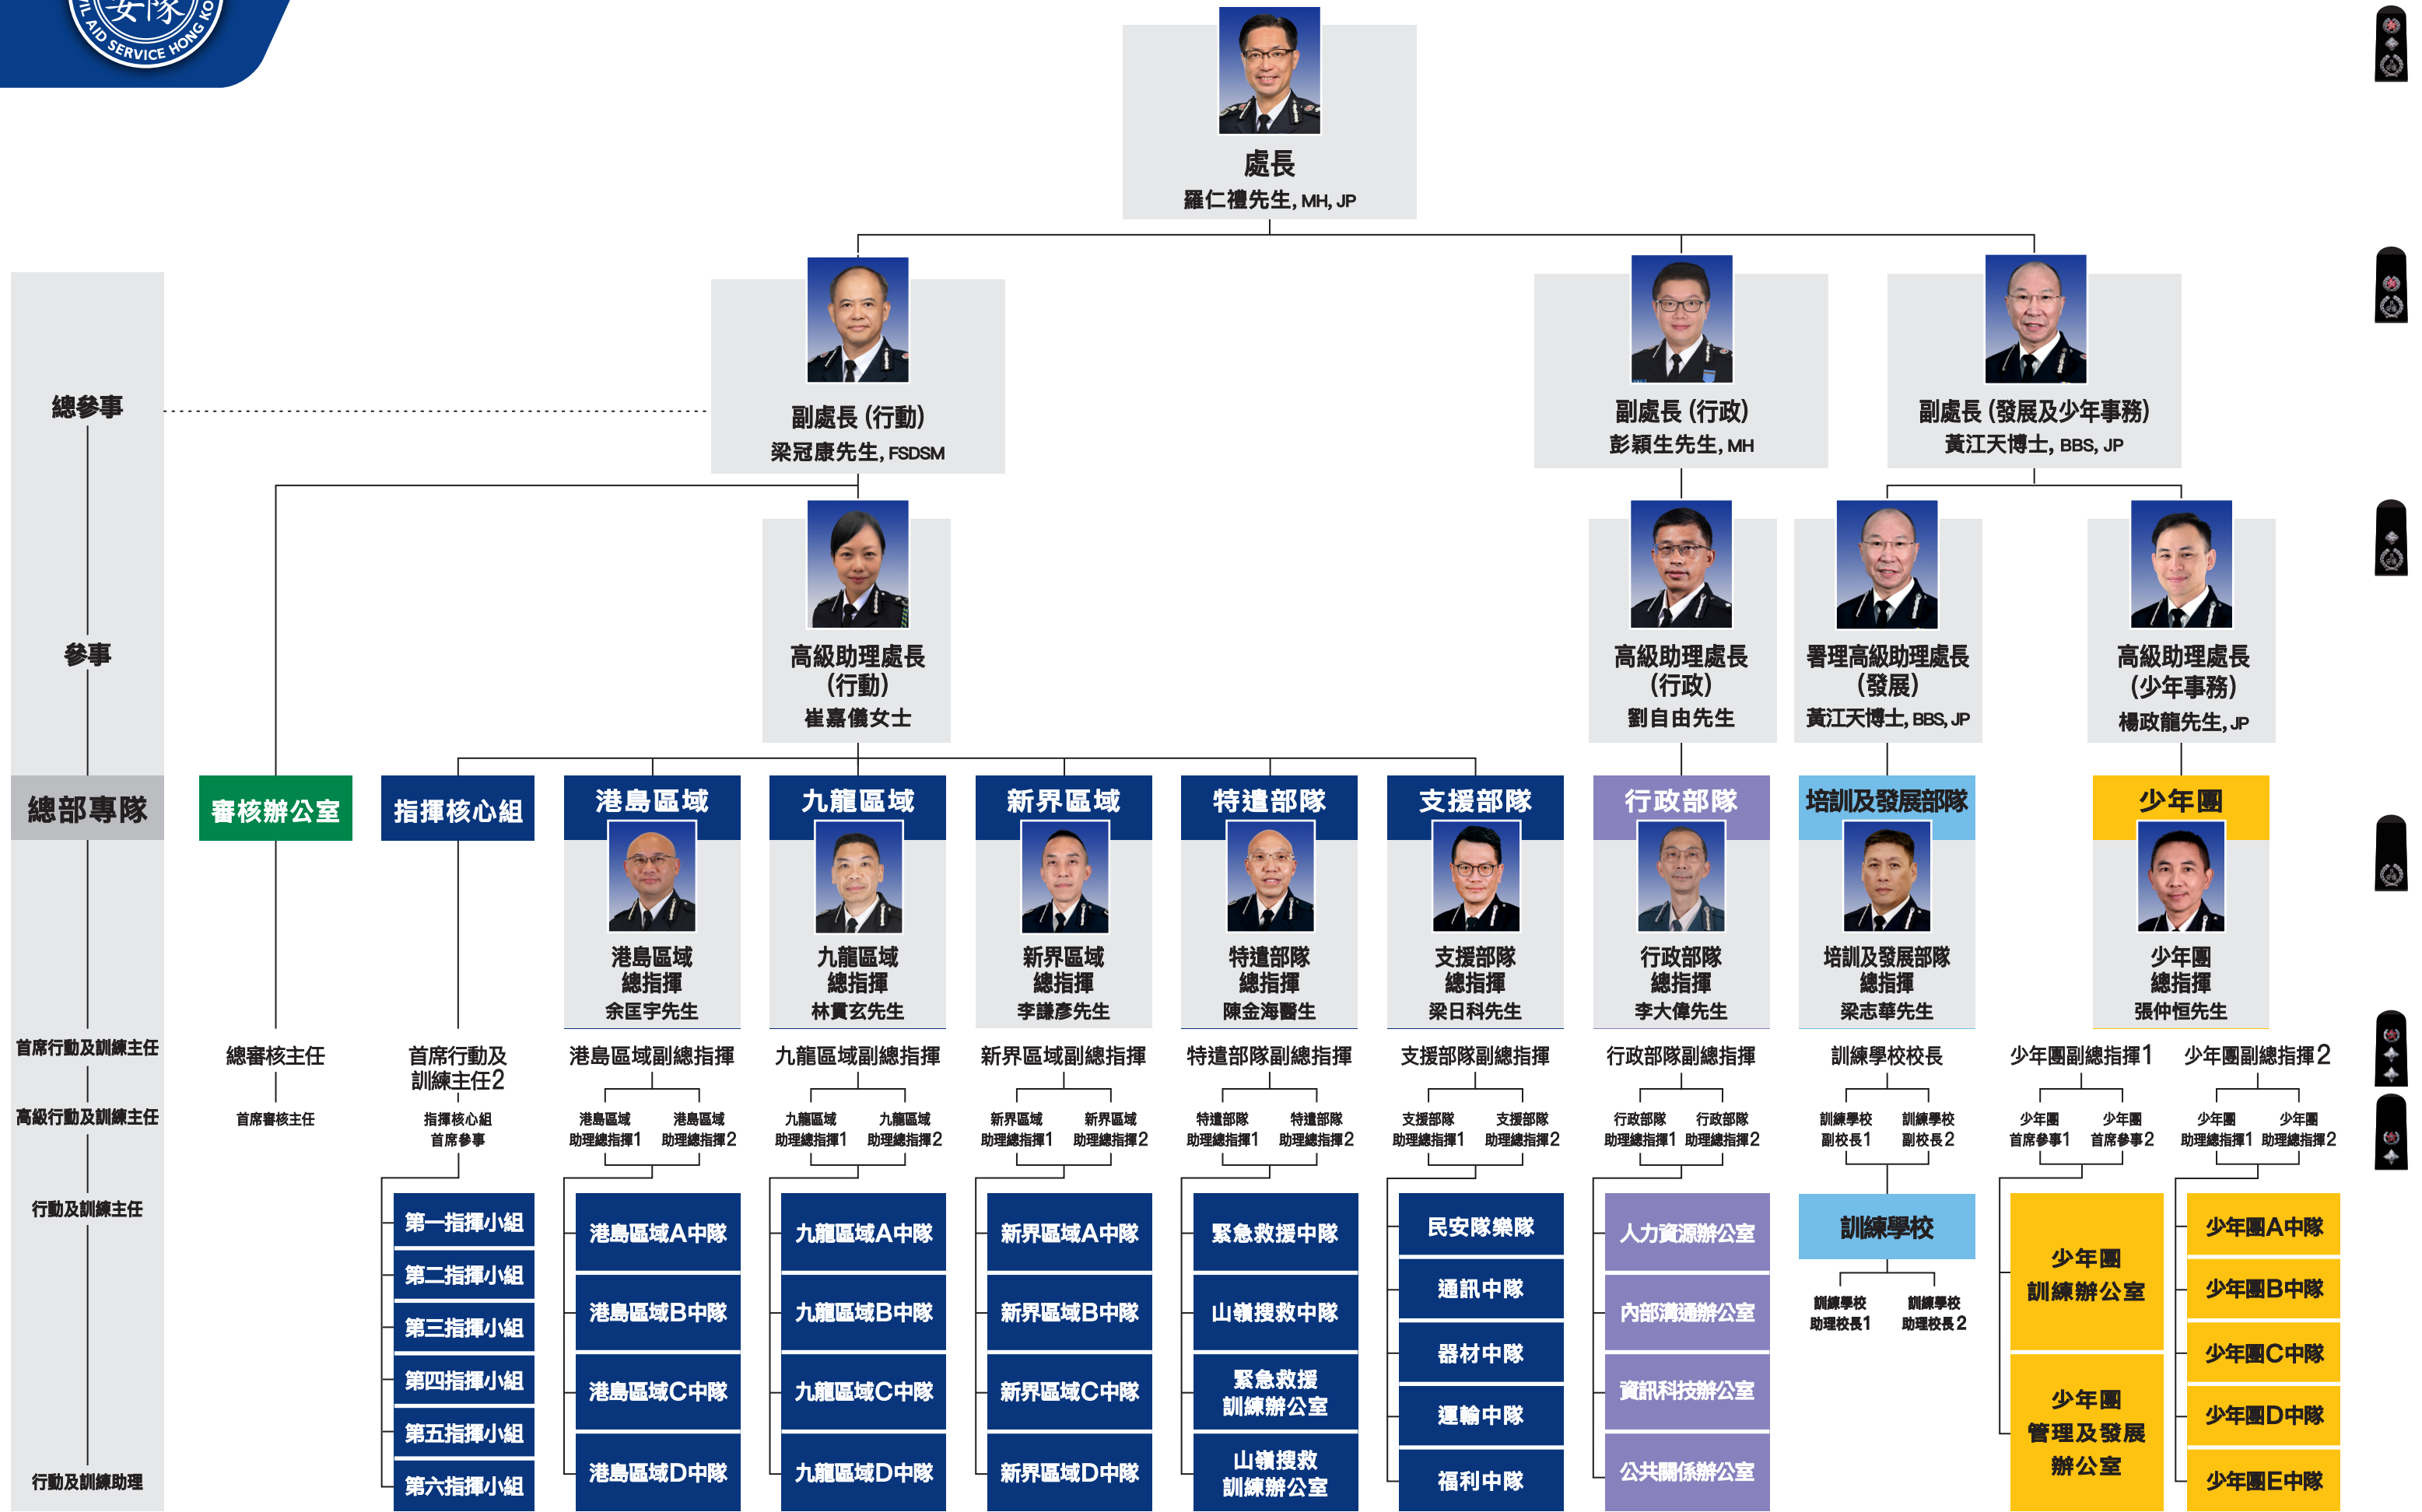 安隊
VIL AID SERVICE HONG KO
處長
羅仁禮先生, MH, JP
總參事
副處長 (行動)
梁冠康先生, FSDSM
副處長 (行政)
彭穎生先生, MH
副處長 (發展及少年事務)
黃江天博士, BBS, JP
參事
高級助理處長
(行動)
崔嘉儀女士
高級助理處長
(行政)
劉自由先生
署理高級助理處長
(發展)
黃江天博士, BBS, JP
高級助理處長
(少年事務)
楊政龍先生, JP
總部專隊
審核辦公室
指揮核心組
港島區域
九龍區域
新界區域
特遣部隊
支援部隊
行政部隊
培訓及發展部隊
少年團
港島區域
總指揮
余匡宇先生
九龍區域
總指揮
林貫玄先生
新界區域
總指揮
李謙彥先生
特遣部隊
總指揮
陳金海醫生
支援部隊
總指揮
梁日科先生
行政部隊
總指揮
李大偉先生
培訓及發展部隊
總指揮
梁志華先生
少年團
總指揮
張仲恒先生
首席行動及訓練主任
總審核主任
首席行動及
訓練主任2
港島區域副總指揮
九龍區域副總指揮
新界區域副總指揮
特遣部隊副總指揮
支援部隊副總指揮
行政部隊副總指揮
訓練學校校長
少年團副總指揮1
少年團副總指揮2
高級行動及訓練主任
首席審核主任
指揮核心組
首席參事
港島區域
助理總指揮1
港島區域
助理總指揮2
九龍區域
助理總指揮1
九龍區域
助理總指揮2
新界區域
助理總指揮1
新界區域
助理總指揮2
特遣部隊
助理總指揮1
特遣部隊
助理總指揮2
支援部隊
助理總指揮1
支援部隊
助理總指揮2
行政部隊
助理總指揮1
行政部隊
助理總指揮2
訓練學校
副校長1
訓練學校
副校長2
少年團
首席參事1
少年團
首席參事2
少年團
助理總指揮1
少年團
助理總指揮2
行動及訓練主任
行動及訓練助理
第一指揮小組
第二指揮小組
第三指揮小組
第四指揮小組
第五指揮小組
第六指揮小組
港島區域A中隊
港島區域B中隊
港島區域C中隊
港島區域D中隊
九龍區域A中隊
九龍區域B中隊
九龍區域C中隊
九龍區域D中隊
新界區域A中隊
新界區域B中隊
新界區域C中隊
新界區域D中隊
緊急救援中隊
山嶺搜救中隊
緊急救援
訓練辦公室
山嶺搜救
訓練辦公室
民安隊樂隊
通訊中隊
器材中隊
運輸中隊
福利中隊
人力資源辦公室
內部溝通辦公室
資訊科技辦公室
公共關係辦公室
訓練學校
訓練學校
助理校長1
訓練學校
助理校長2
少年團
訓練辦公室
少年團
管理及發展
辦公室
少年團A中隊
少年團B中隊
少年團C中隊
少年團D中隊
少年團E中隊